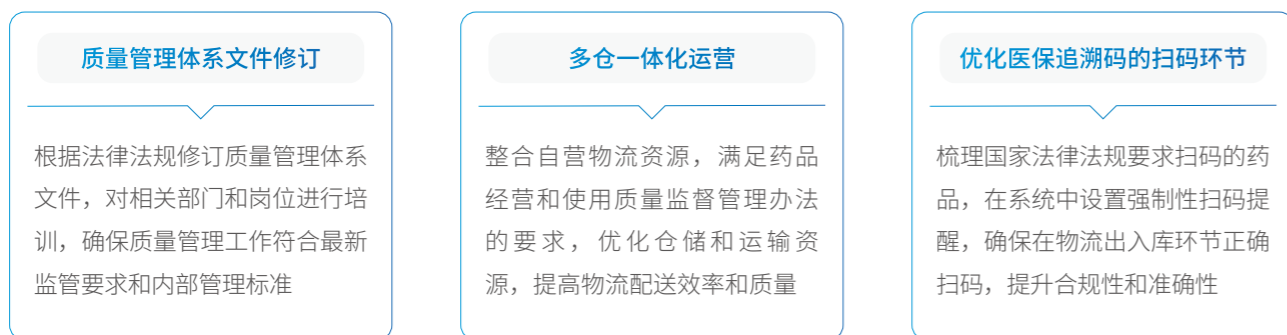 质量管理体系文件修订
根据法律法规修订质量管理体系
文件，对相关部门和岗位进行培
训，确保质量管理工作符合最新
监管要求和内部管理标准
多仓一体化运营
整合自营物流资源，满足药品
经营和使用质量监督管理办法
的要求，优化仓储和运输资
源，提高物流配送效率和质量
优化医保追溯码的扫码环节
梳理国家法律法规要求扫码的药
品，在系统中设置强制性扫码提
醒，确保在物流出入库环节正确
扫码，提升合规性和准确性